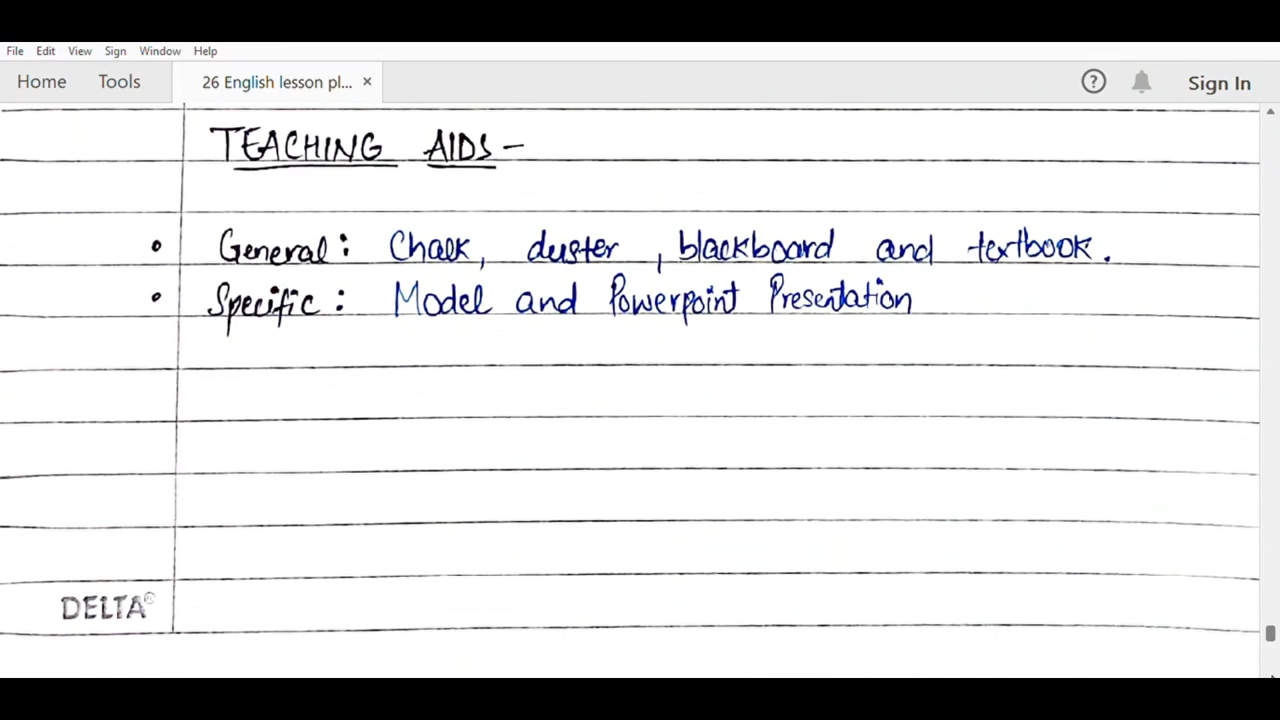 File Edit View Sign Window Help
Home Tools 26 English lesson pl... × Sign In
TEACHING AIDS -
• General : Chalk, duster, blackboard and textbook.
• Specific : Model and Powerpoint Presentation
DELTA